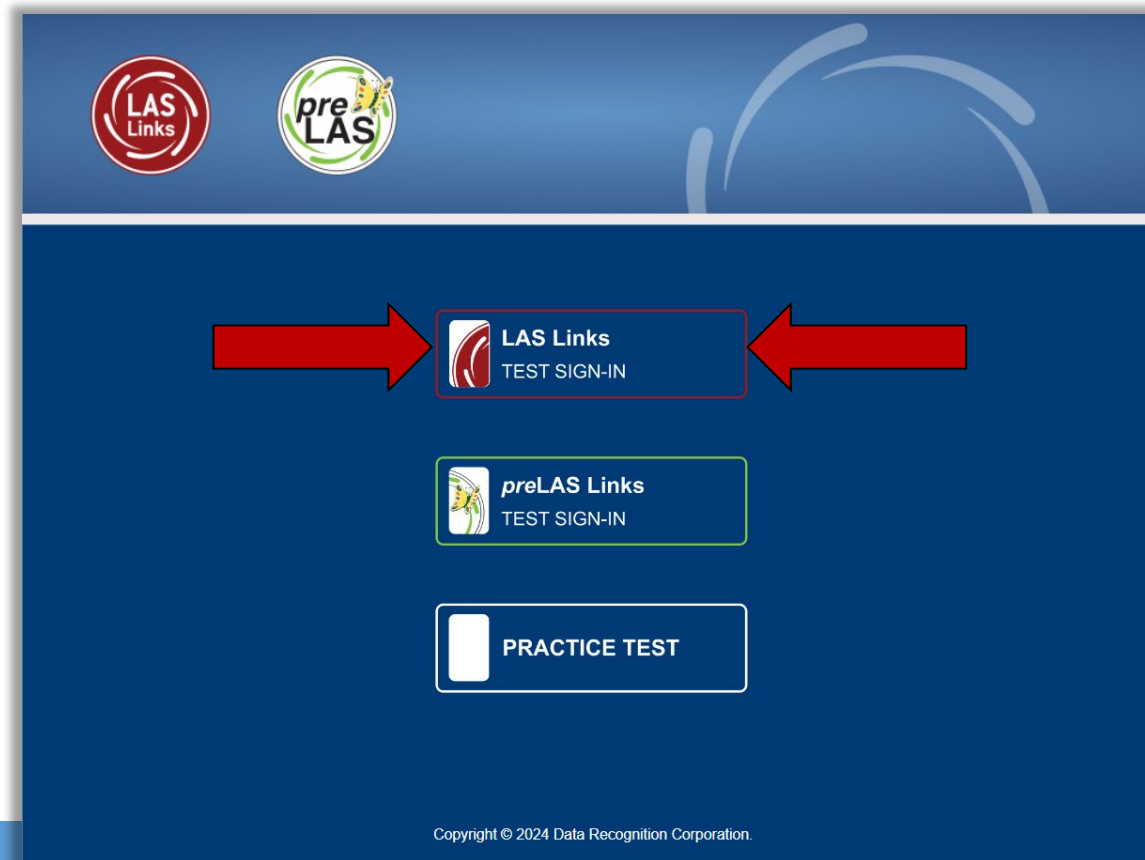 LAS
Links
pre
LAS
LAS Links
TEST SIGN-IN
preLAS Links
TEST SIGN-IN
PRACTICE TEST
Copyright © 2024 Data Recognition Corporation.